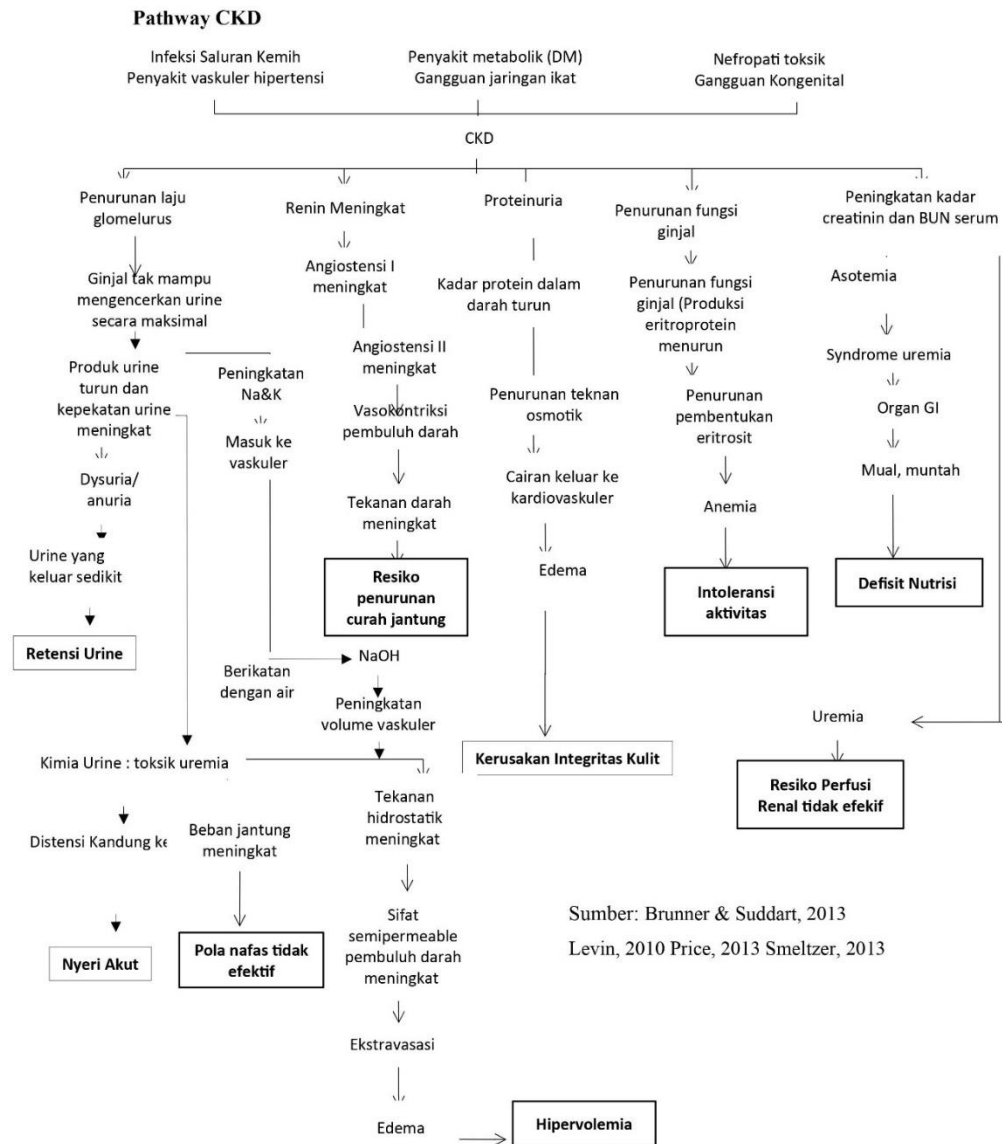 Pathway CKD
Infeksi Saluran Kemih
Penyakit vaskuler hipertensi
Penyakit metabolik (DM)
Gangguan jaringan ikat
Nefropati toksik
Gangguan Kongenital
CKD
Penurunan laju
glomelurus
Ginjal tak mampu
mengencerkan urine
secara maksimal
Produk urine
turun dan
kepekatan urine
meningkat
Dysuria/
anuria
Urine yang
keluar sedikit
Retensi Urine
Peningkatan
Na&K
Masuk ke
vaskuler
Berikatan
dengan air
Renin Meningkat
Angiostensi I
meningkat
Angiostensi II
meningkat
Vasokontriksi
pembuluh darah
Tekanan darah
meningkat
Resiko
penurunan
curah jantung
NaOH
Peningkatan
volume vaskuler
Proteinuria
Kadar protein dalam
darah turun
Penurunan teknan
osmotik
Cairan keluar ke
kardiovaskuler
Edema
Kerusakan Integritas Kulit
Penurunan fungsi
ginjal
Penurunan fungsi
ginjal (Produksi
eritroprotein
menurun
Penurunan
pembentukan
eritrosit
Anemia
Intoleransi
aktivitas
Peningkatan kadar
creatinin dan BUN serum
Asotemia
Syndrome uremia
Organ GI
Mual, muntah
Defisit Nutrisi
Uremia
Resiko Perfusi
Renal tidak efekif
Kimia Urine : toksik uremia
Distensi Kandung ke
Nyeri Akut
Beban jantung
meningkat
Pola nafas tidak
efektif
Tekanan
hidrostatik
meningkat
Sifat
semipermeable
pembuluh darah
meningkat
Ekstravasasi
Edema
Hipervolemia
Sumber: Brunner & Suddart, 2013
Levin, 2010 Price, 2013 Smeltzer, 2013